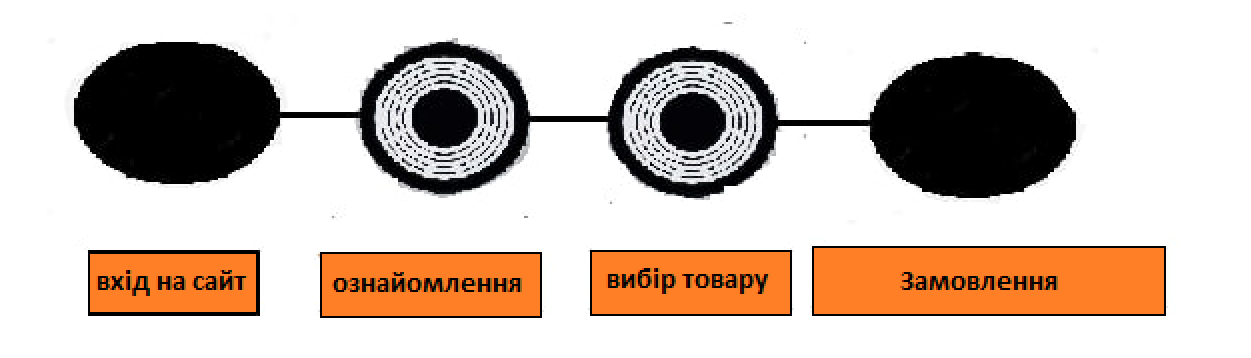 вхід на сайт
ознайомлення
вибір товару
Замовлення